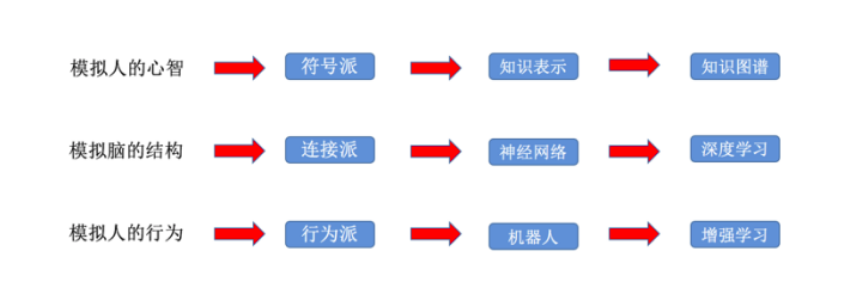 模拟人的心智 符号派 知识表示 知识图谱
模拟脑的结构 连接派 神经网络 深度学习
模拟人的行为 行为派 机器人 增强学习